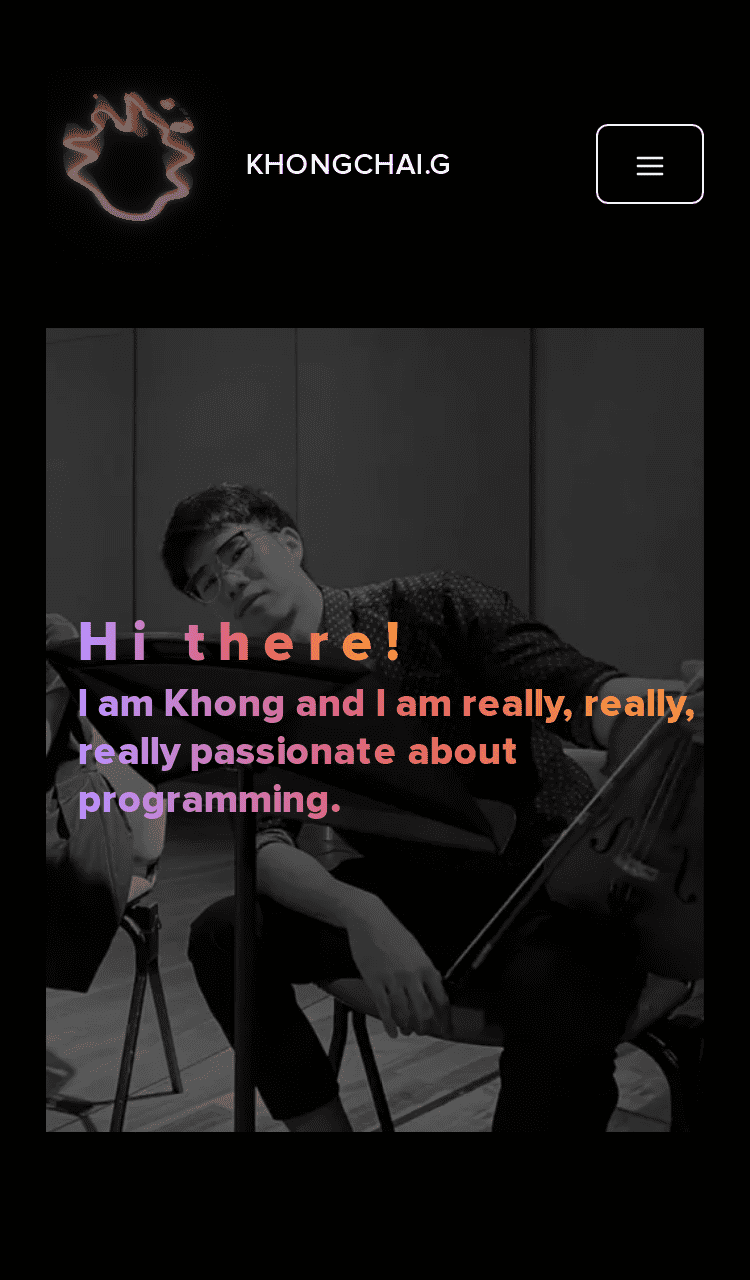 KHONGCHAI.G
Hi there!
I am Khong and I am really, really,
really passionate about
programming.